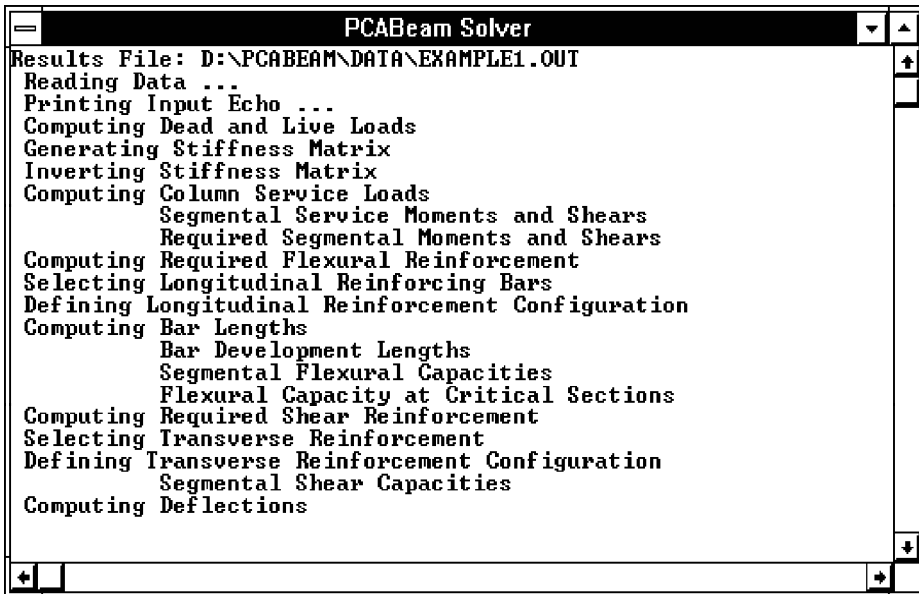 PCABeam Solver
Results File: D:\PCABEAM\DATA\EXAMPLE1.OUT
Reading Data ...
Printing Input Echo ...
Computing Dead and Live Loads
Generating Stiffness Matrix
Inverting Stiffness Matrix
Computing Column Service Loads
Segmental Service Moments and Shears
Required Segmental Moments and Shears
Computing Required Flexural Reinforcement
Selecting Longitudinal Reinforcing Bars
Defining Longitudinal Reinforcement Configuration
Computing Bar Lengths
Bar Development Lengths
Segmental Flexural Capacities
Flexural Capacity at Critical Sections
Computing Required Shear Reinforcement
Selecting Transverse Reinforcement
Defining Transverse Reinforcement Configuration
Segmental Shear Capacities
Computing Deflections